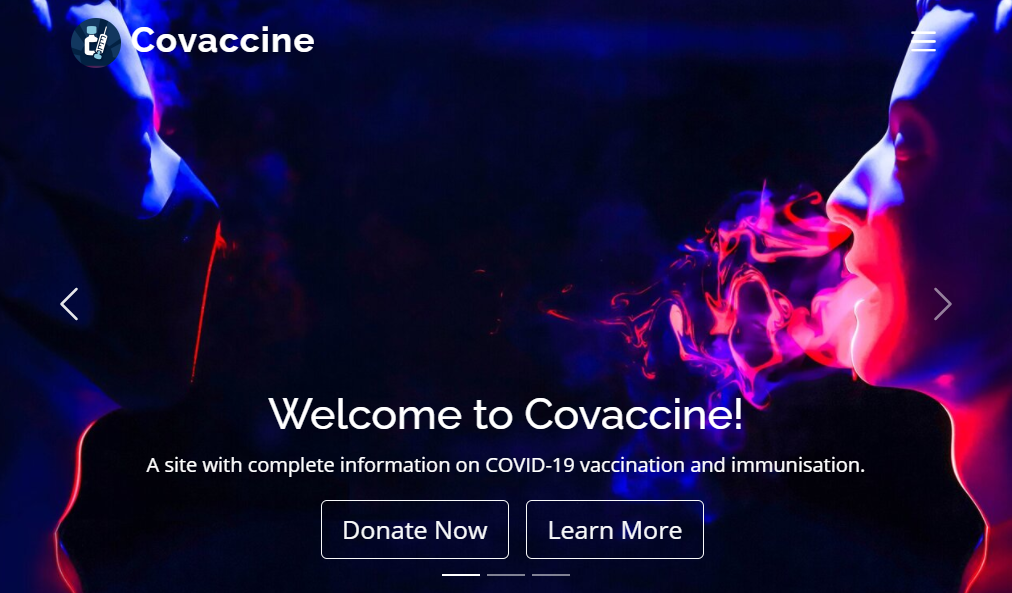 Covaccine
Welcome to Covaccine!
A site with complete information on COVID-19 vaccination and immunisation.
Donate Now
Learn More